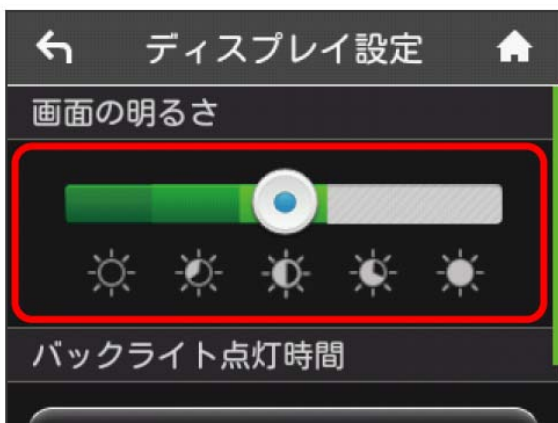 ディスプレイ設定
画面の明るさ
バックライト点灯時間